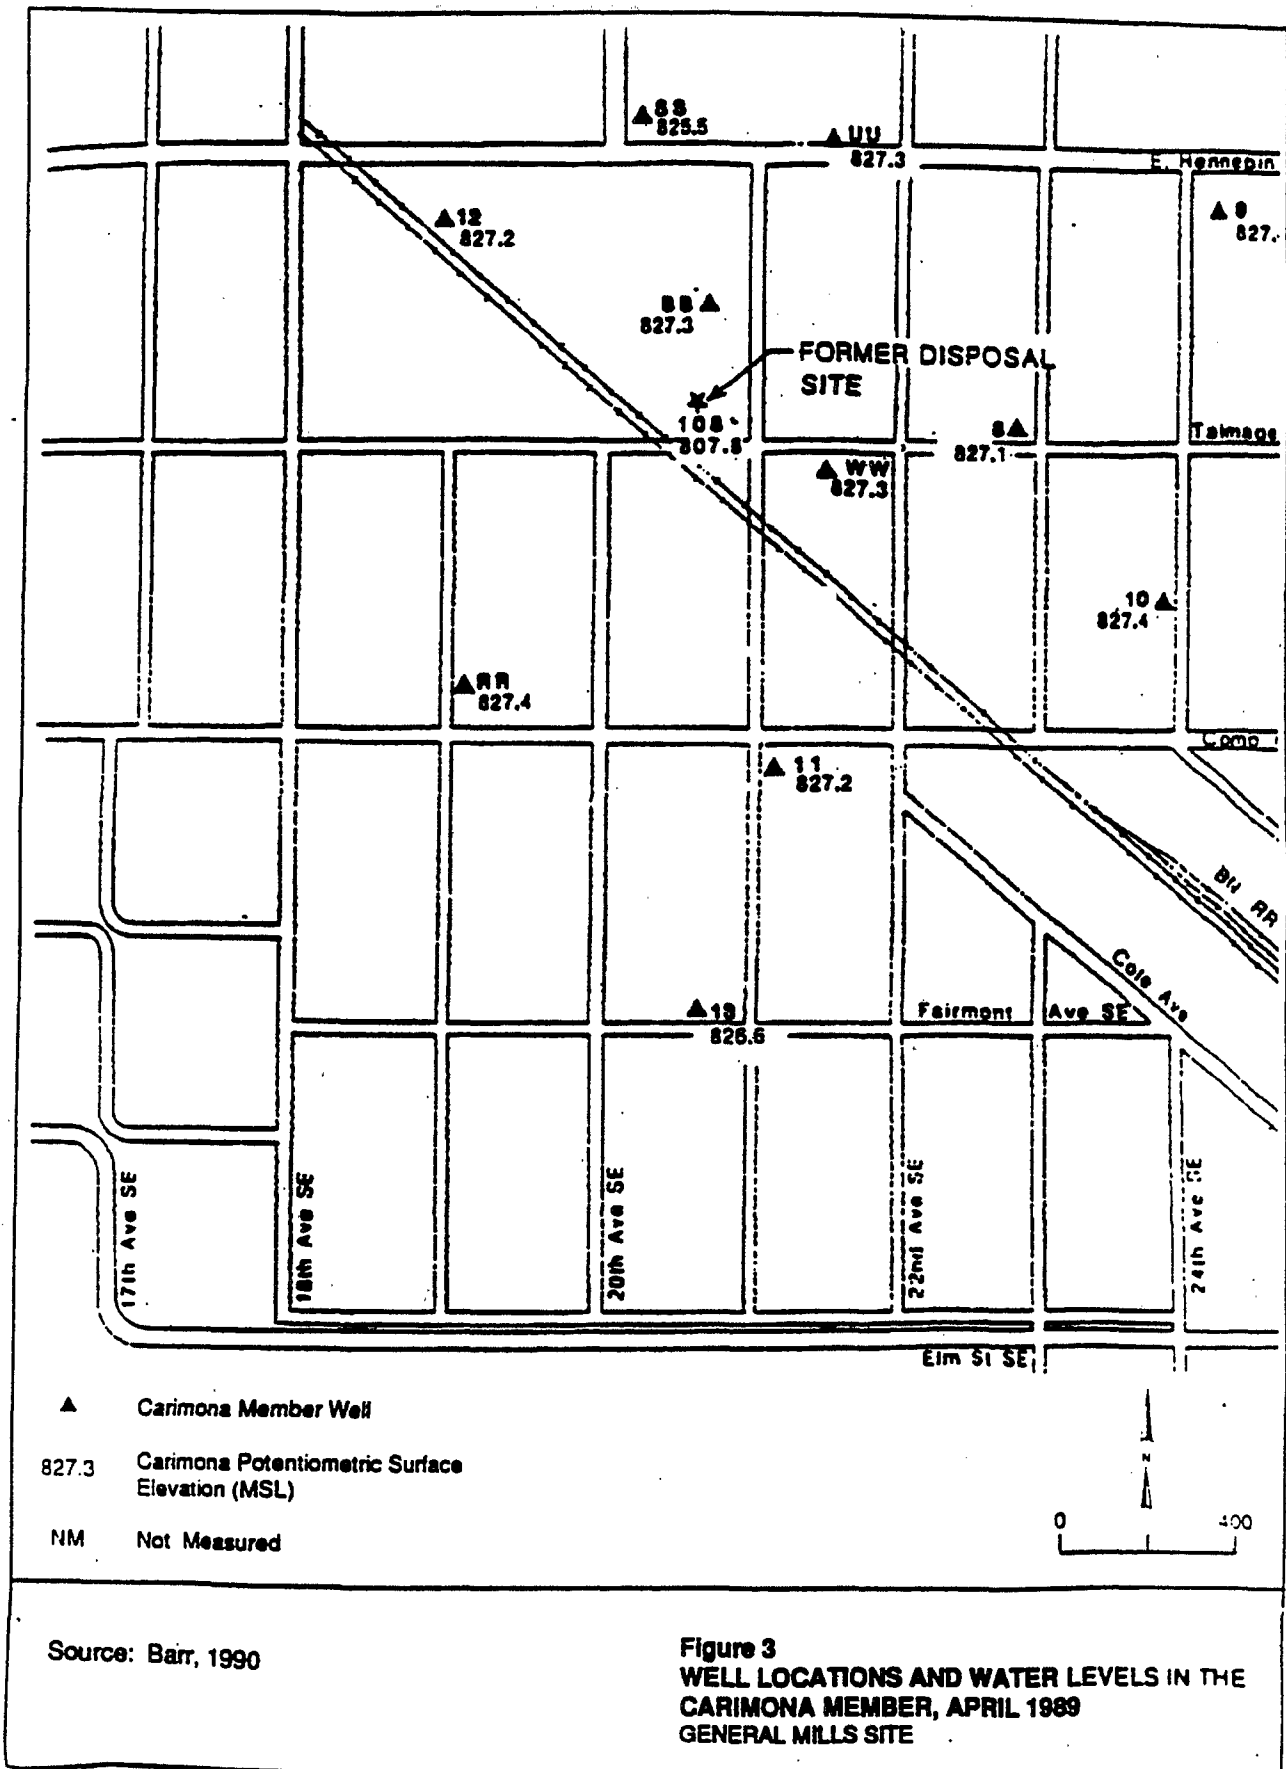 SS
825.5
UU
827.3
E. Hennepin
12
827.2
9
827.
BB
827.3
FORMER DISPOSAL
SITE
108
807.8
8
827.1
Talmage
WW
827.3
10
827.4
RR
827.4
Como
11
827.2
BN RR
Cole Ave
13
826.6
Fairmont Ave SE
17th Ave SE
18th Ave SE
20th Ave SE
22nd Ave SE
24th Ave SE
Elm St SE
Carimona Member Well
827.3 Carimona Potentiometric Surface
Elevation (MSL)
NM Not Measured
N
0 400
Source: Barr, 1990
Figure 3
WELL LOCATIONS AND WATER LEVELS IN THE
CARIMONA MEMBER, APRIL 1989
GENERAL MILLS SITE